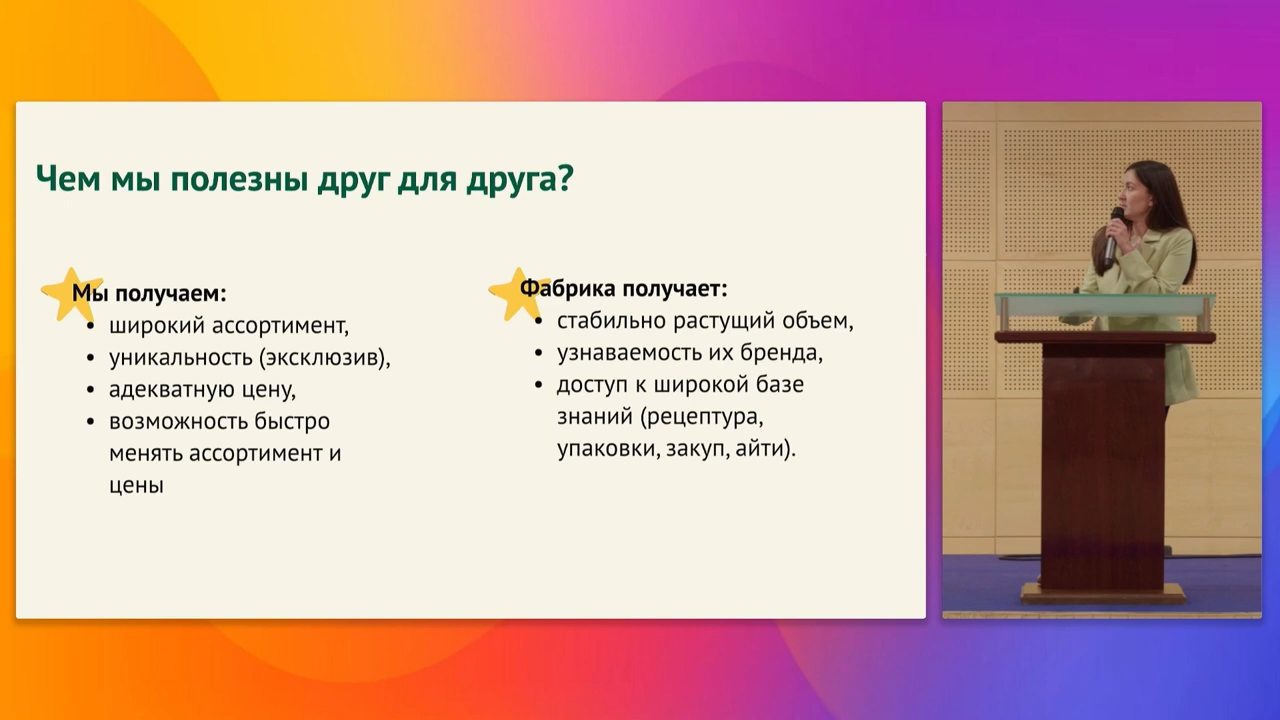 Чем мы полезны друг для друга?
Мы получаем:
• широкий ассортимент,
• уникальность (эксклюзив),
• адекватную цену,
• возможность быстро
менять ассортимент и
цены
Фабрика получает:
• стабильно растущий объем,
• узнаваемость их бренда,
• доступ к широкой базе
знаний (рецептура,
упаковки, закуп, айти).